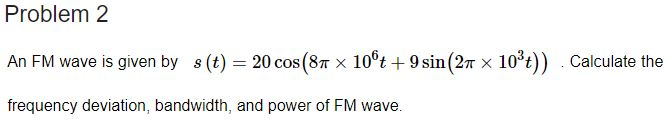 Problem 2
An FM wave is given by s (t) = 20 cos(8π × 10⁶t + 9 sin(2π × 10³t)) . Calculate the
frequency deviation, bandwidth, and power of FM wave.